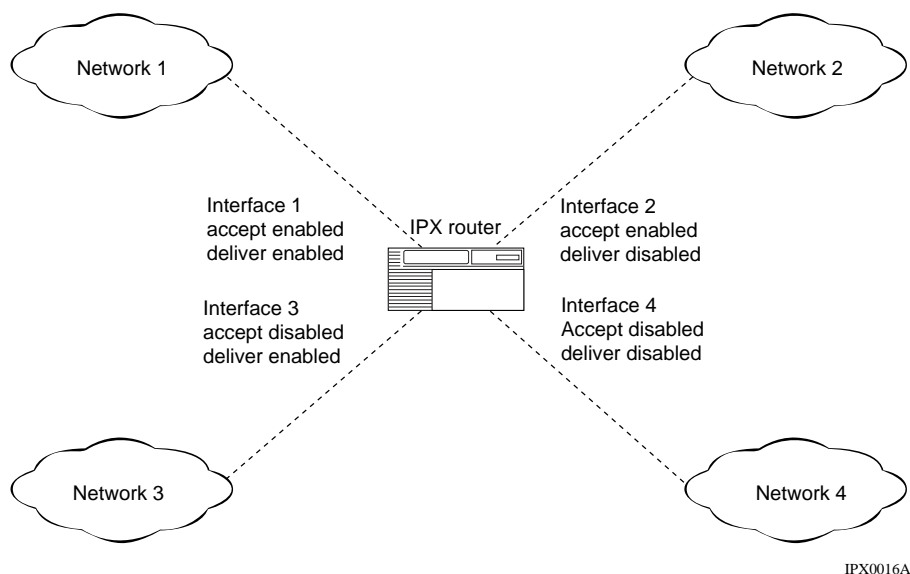 Network 1
Network 2
Interface 1
accept enabled
deliver enabled
IPX router
Interface 2
accept enabled
deliver disabled
Interface 3
accept disabled
deliver enabled
Interface 4
Accept disabled
deliver disabled
Network 3
Network 4
IPX0016A